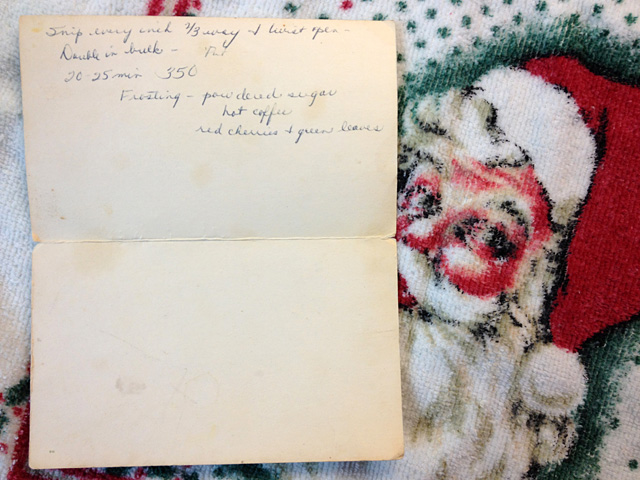 Snip every inch 2/3 way & twist open -
Double in bulk -
20-25 min 350
Frosting - powdered sugar
hot coffee
red cherries & green leaves